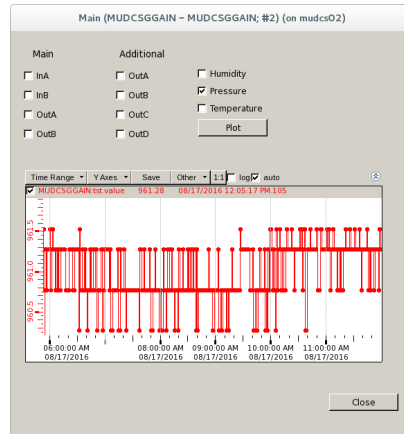 Main (MUDCSGGAIN - MUDCSGGAIN; #2) (on mudcs02)
Main Additional
InA OutA Humidity
InB OutB Pressure
OutA OutC Temperature
OutB OutD Plot
Time Range Y Axes Save Other 1:1 log auto
MUDCSGGAIN.tst.value 961.28 08/17/2016 12:05:17 PM.105
961.5
961.0
960.5
06:00:00 AM 08:00:00 AM 09:00:00 AM 10:00:00 AM 11:00:00 AM
08/17/2016 08/17/2016 08/17/2016 08/17/2016 08/17/2016
Close